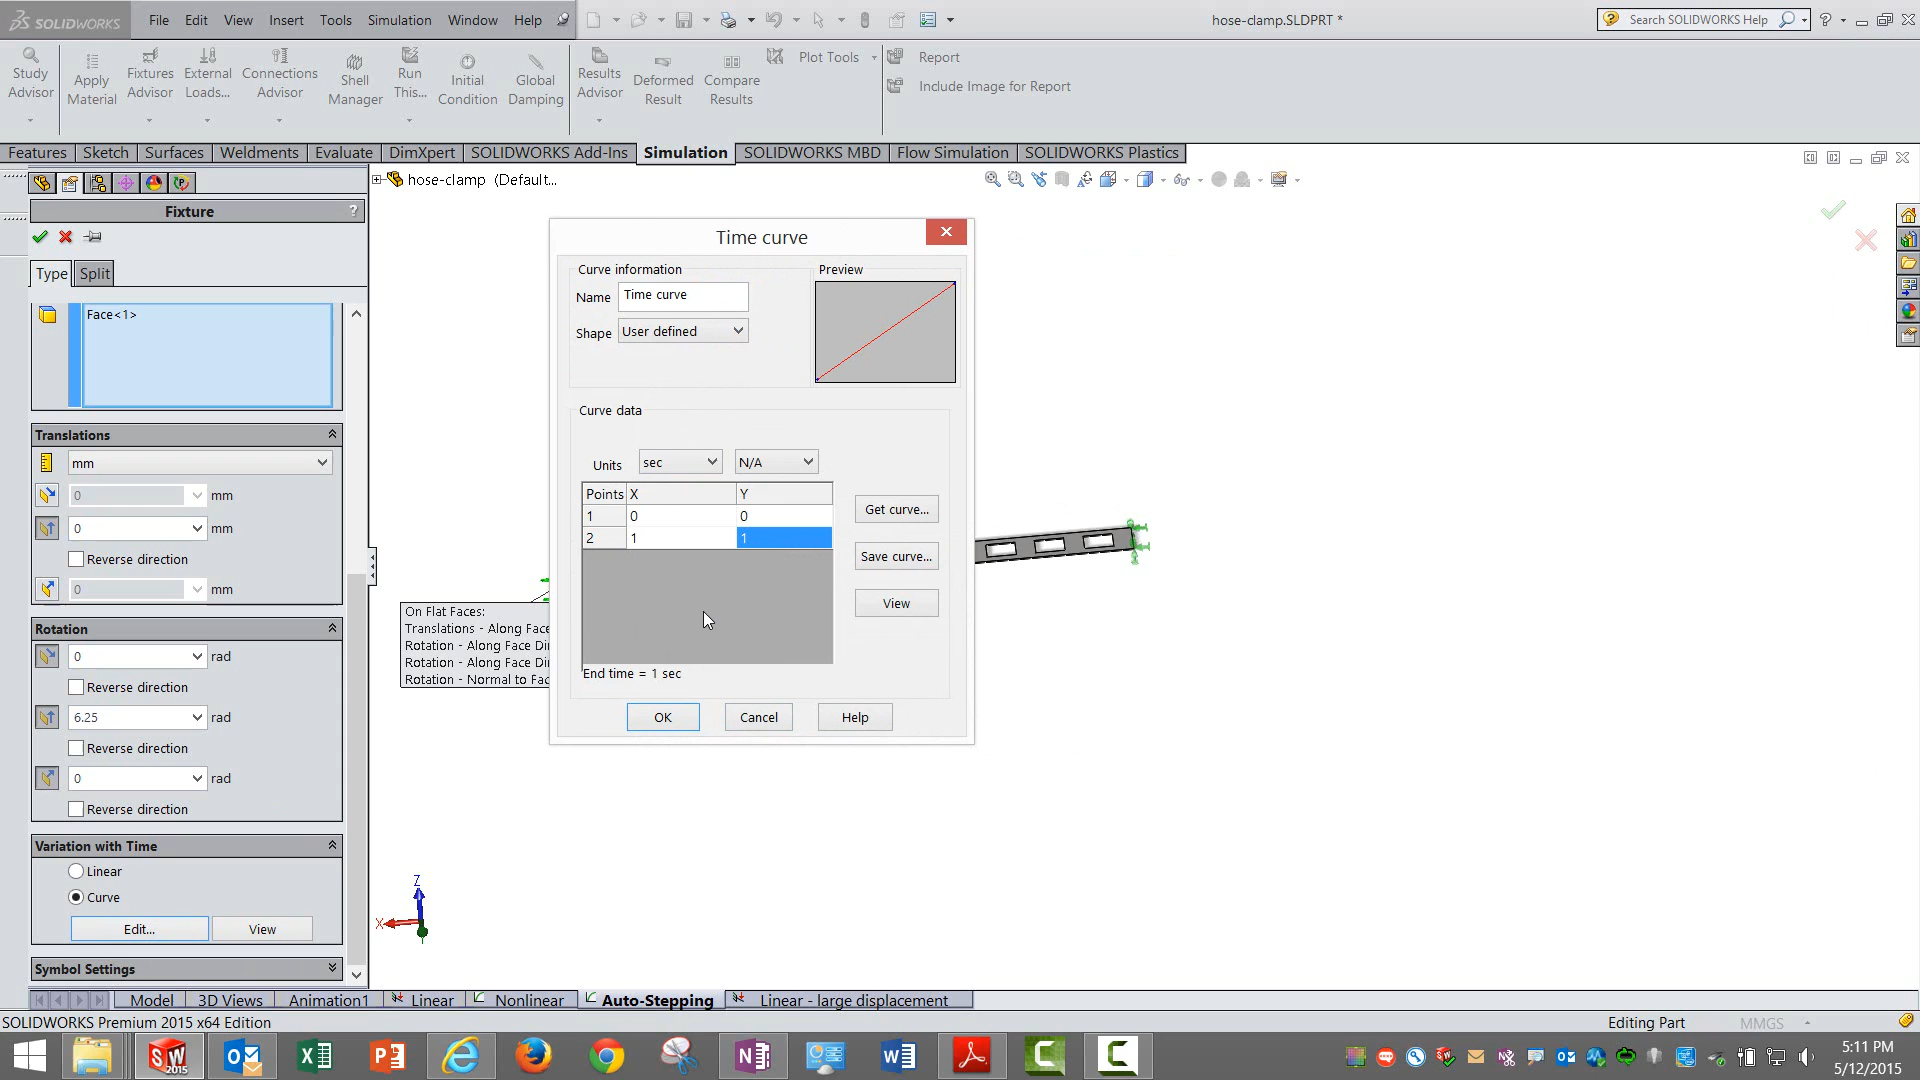 SOLIDWORKS File Edit View Insert Tools Simulation Window Help hose-clamp.SLDPRT * Search SOLIDWORKS Help ?
Study Advisor
Apply Material
Fixtures Advisor
External Loads...
Connections Advisor
Shell Manager
Run This...
Initial Condition
Global Damping
Results Advisor
Deformed Result
Compare Results
Plot Tools
Report
Include Image for Report
Features Sketch Surfaces Weldments Evaluate DimXpert SOLIDWORKS Add-Ins Simulation SOLIDWORKS MBD Flow Simulation SOLIDWORKS Plastics
hose-clamp (Default...
Fixture ?
Type Split
Face<1>
Translations
mm
0 mm
0 mm
Reverse direction
0 mm
Rotation
0 rad
Reverse direction
6.25 rad
Reverse direction
0 rad
Reverse direction
Variation with Time
Linear
Curve
Edit... View
Symbol Settings
On Flat Faces:
Translations - Along Face
Rotation - Along Face Di
Rotation - Along Face Di
Rotation - Normal to Fac
Time curve
Curve information
Name Time curve
Shape User defined
Preview
Curve data
Units sec N/A
Points X Y
1 0 0
2 1 1
Get curve...
Save curve...
View
End time = 1 sec
OK Cancel Help
Z
X
Model 3D Views Animation1 Linear Nonlinear Auto-Stepping Linear - large displacement
SOLIDWORKS Premium 2015 x64 Edition Editing Part MMGS
SW 2015
5:11 PM
5/12/2015